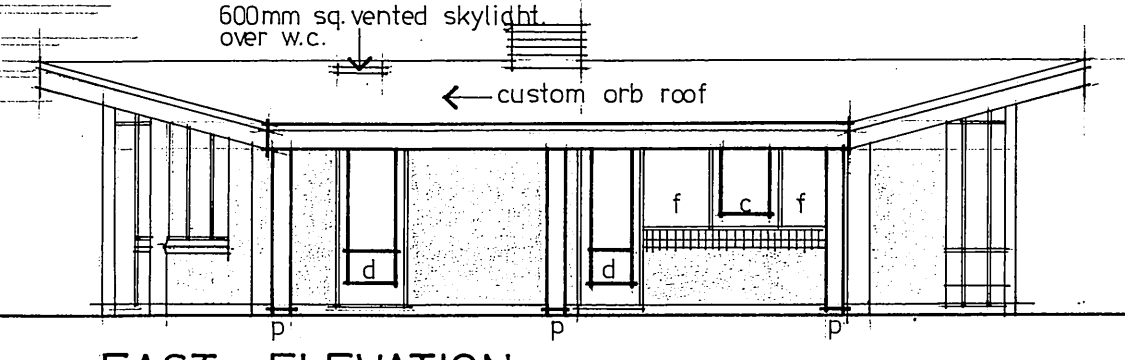 600mm sq. vented skylight.
over w.c.
custom orb roof
f c f
d d
p p p
EAST ELEVATION